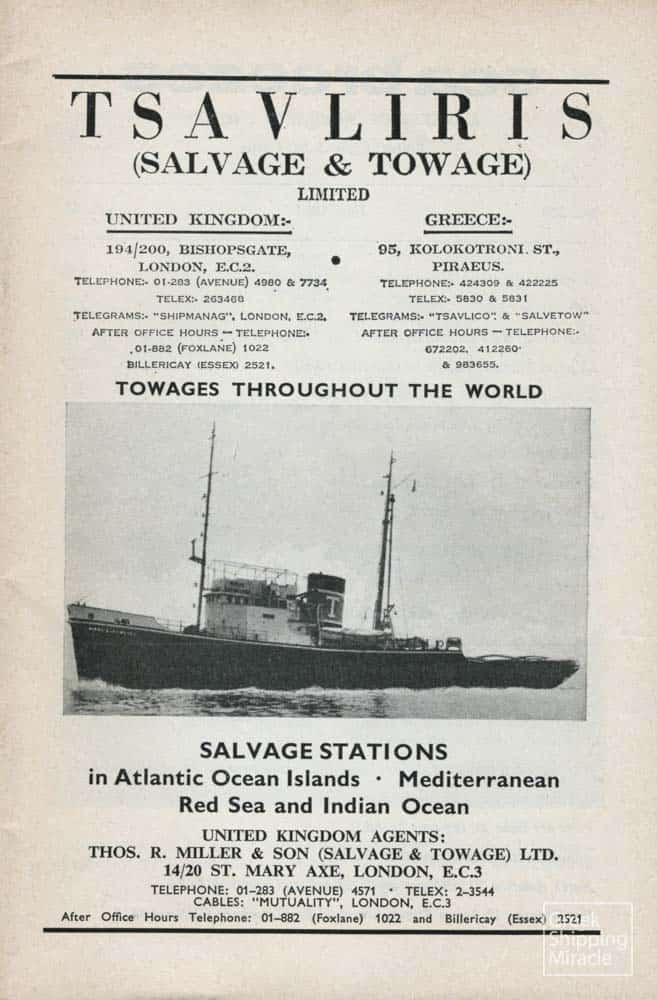 TSAVLIRIS
(SALVAGE & TOWAGE)
LIMITED
UNITED KINGDOM:-
194/200, BISHOPSGATE,
LONDON, E.C.2.
TELEPHONE:- 01-283 (AVENUE) 4980 & 7734
TELEX:- 263468
TELEGRAMS:- "SHIPMANAG", LONDON, E.C.2.
AFTER OFFICE HOURS — TELEPHONE:-
01-882 (FOXLANE) 1022
BILLERICAY (ESSEX) 2521.
GREECE:-
95, KOLOKOTRONI. ST.,
PIRAEUS.
TELEPHONE:- 424309 & 422225
TELEX:- 5830 & 5831
TELEGRAMS:- "TSAVLICO" & "SALVETOW"
AFTER OFFICE HOURS — TELEPHONE:-
672202, 412260
& 983655.
TOWAGES THROUGHOUT THE WORLD
T
SALVAGE STATIONS
in Atlantic Ocean Islands · Mediterranean
Red Sea and Indian Ocean
UNITED KINGDOM AGENTS:
THOS. R. MILLER & SON (SALVAGE & TOWAGE) LTD.
14/20 ST. MARY AXE, LONDON, E.C.3
TELEPHONE: 01-283 (AVENUE) 4571 · TELEX: 2-3544
CABLES: "MUTUALITY", LONDON, E.C.3
After Office Hours Telephone: 01-882 (Foxlane) 1022 and Billericay (Essex) 2521
Greek
Shipping
Miracle